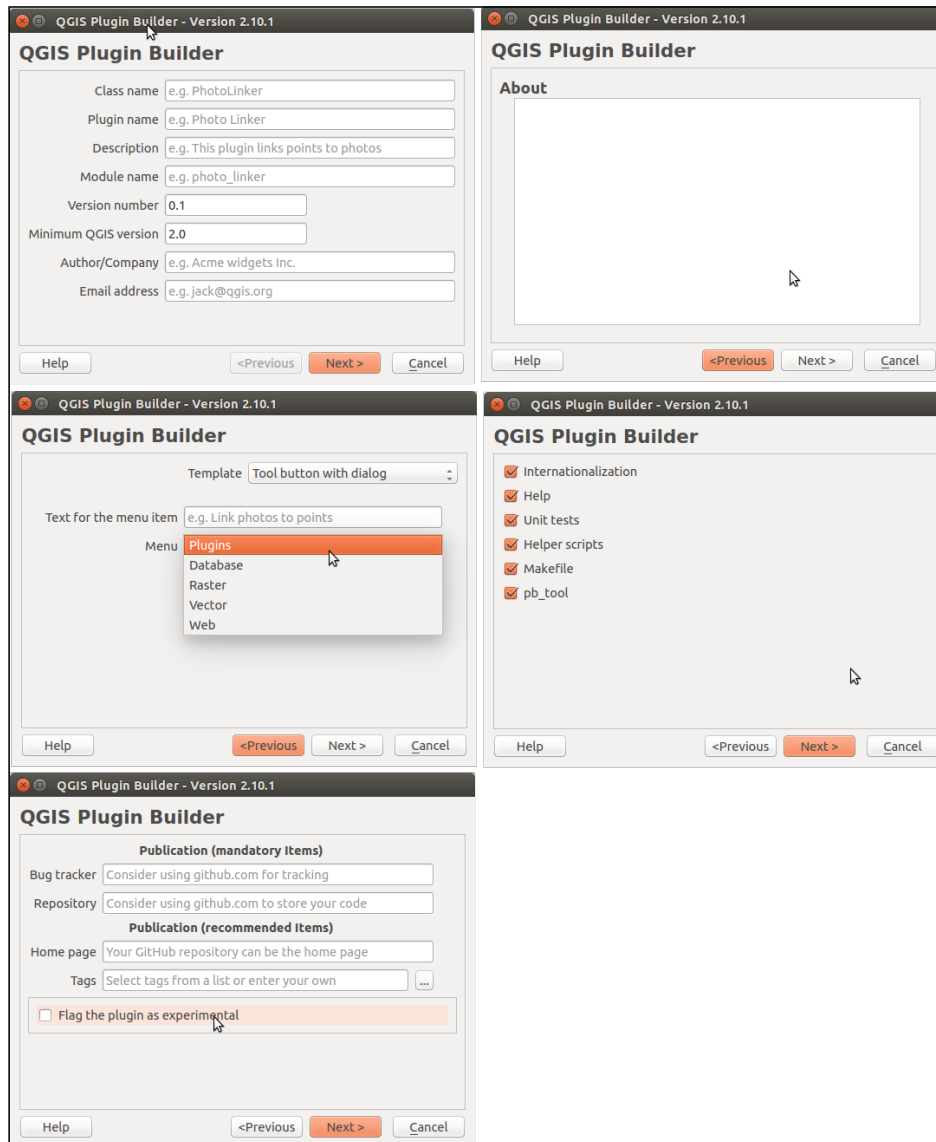 QGIS Plugin Builder - Version 2.10.1
QGIS Plugin Builder
Class name e.g. PhotoLinker
Plugin name e.g. Photo Linker
Description e.g. This plugin links points to photos
Module name e.g. photo_linker
Version number 0.1
Minimum QGIS version 2.0
Author/Company e.g. Acme widgets Inc.
Email address e.g. jack@qgis.org
Help <Previous Next > Cancel
QGIS Plugin Builder - Version 2.10.1
QGIS Plugin Builder
About
Help <Previous Next > Cancel
QGIS Plugin Builder - Version 2.10.1
QGIS Plugin Builder
Template Tool button with dialog
Text for the menu item e.g. Link photos to points
Menu Plugins
Database
Raster
Vector
Web
Help <Previous Next > Cancel
QGIS Plugin Builder - Version 2.10.1
QGIS Plugin Builder
Internationalization
Help
Unit tests
Helper scripts
Makefile
pb_tool
Help <Previous Next > Cancel
QGIS Plugin Builder - Version 2.10.1
QGIS Plugin Builder
Publication (mandatory Items)
Bug tracker Consider using github.com for tracking
Repository Consider using github.com to store your code
Publication (recommended Items)
Home page Your GitHub repository can be the home page
Tags Select tags from a list or enter your own ...
Flag the plugin as experimental
Help <Previous Next > Cancel